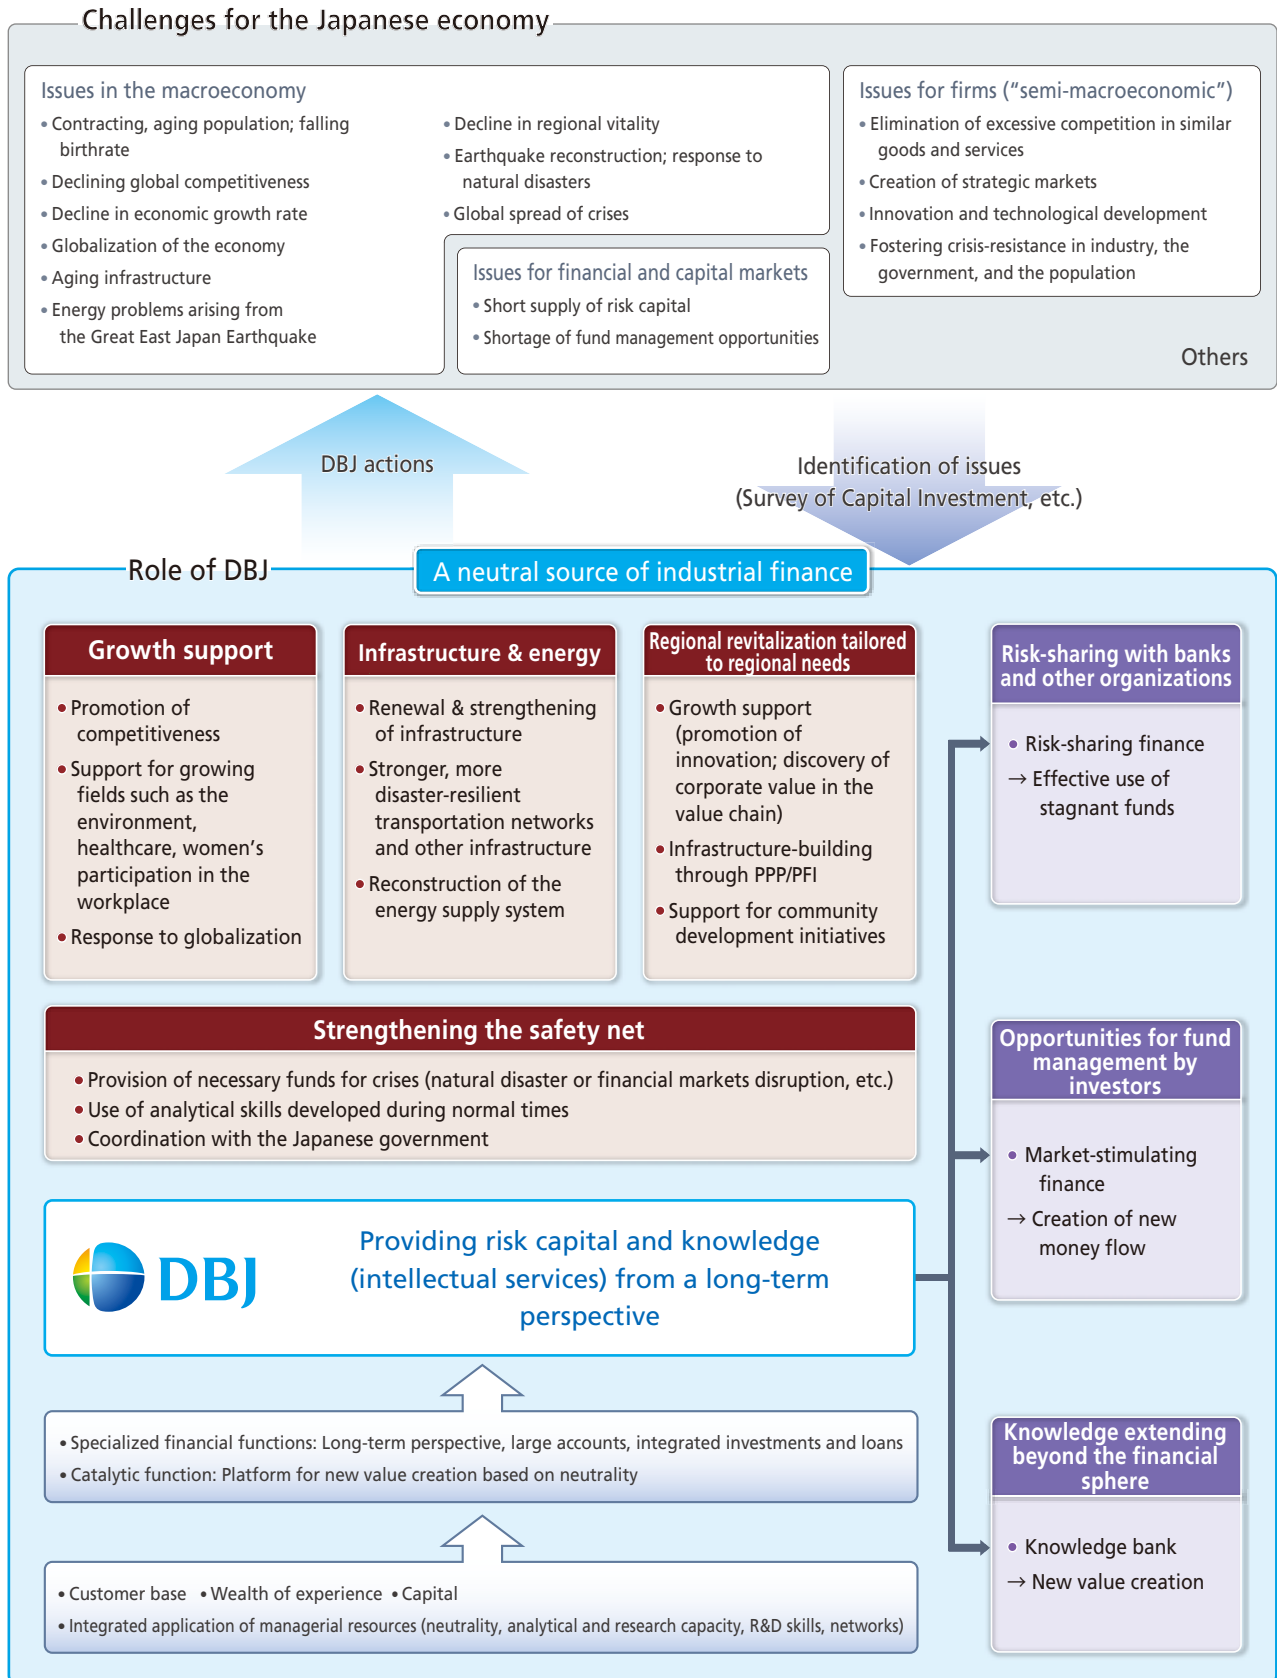 Challenges for the Japanese economy
Issues in the macroeconomy
• Contracting, aging population; falling
birthrate
• Declining global competitiveness
• Decline in economic growth rate
• Globalization of the economy
• Aging infrastructure
• Energy problems arising from
the Great East Japan Earthquake
• Decline in regional vitality
• Earthquake reconstruction; response to
natural disasters
• Global spread of crises
Issues for financial and capital markets
• Short supply of risk capital
• Shortage of fund management opportunities
Issues for firms (“semi-macroeconomic”)
• Elimination of excessive competition in similar
goods and services
• Creation of strategic markets
• Innovation and technological development
• Fostering crisis-resistance in industry, the
government, and the population
Others
DBJ actions
Identification of issues
(Survey of Capital Investment, etc.)
Role of DBJ
A neutral source of industrial finance
Growth support
• Promotion of
competitiveness
• Support for growing
fields such as the
environment,
healthcare, women’s
participation in the
workplace
• Response to globalization
Infrastructure & energy
• Renewal & strengthening
of infrastructure
• Stronger, more
disaster-resilient
transportation networks
and other infrastructure
• Reconstruction of the
energy supply system
Regional revitalization tailored
to regional needs
• Growth support
(promotion of
innovation; discovery of
corporate value in the
value chain)
• Infrastructure-building
through PPP/PFI
• Support for community
development initiatives
Strengthening the safety net
• Provision of necessary funds for crises (natural disaster or financial markets disruption, etc.)
• Use of analytical skills developed during normal times
• Coordination with the Japanese government
DBJ
Providing risk capital and knowledge
(intellectual services) from a long-term
perspective
• Specialized financial functions: Long-term perspective, large accounts, integrated investments and loans
• Catalytic function: Platform for new value creation based on neutrality
• Customer base • Wealth of experience • Capital
• Integrated application of managerial resources (neutrality, analytical and research capacity, R&D skills, networks)
Risk-sharing with banks
and other organizations
• Risk-sharing finance
→ Effective use of
stagnant funds
Opportunities for fund
management by
investors
• Market-stimulating
finance
→ Creation of new
money flow
Knowledge extending
beyond the financial
sphere
• Knowledge bank
→ New value creation